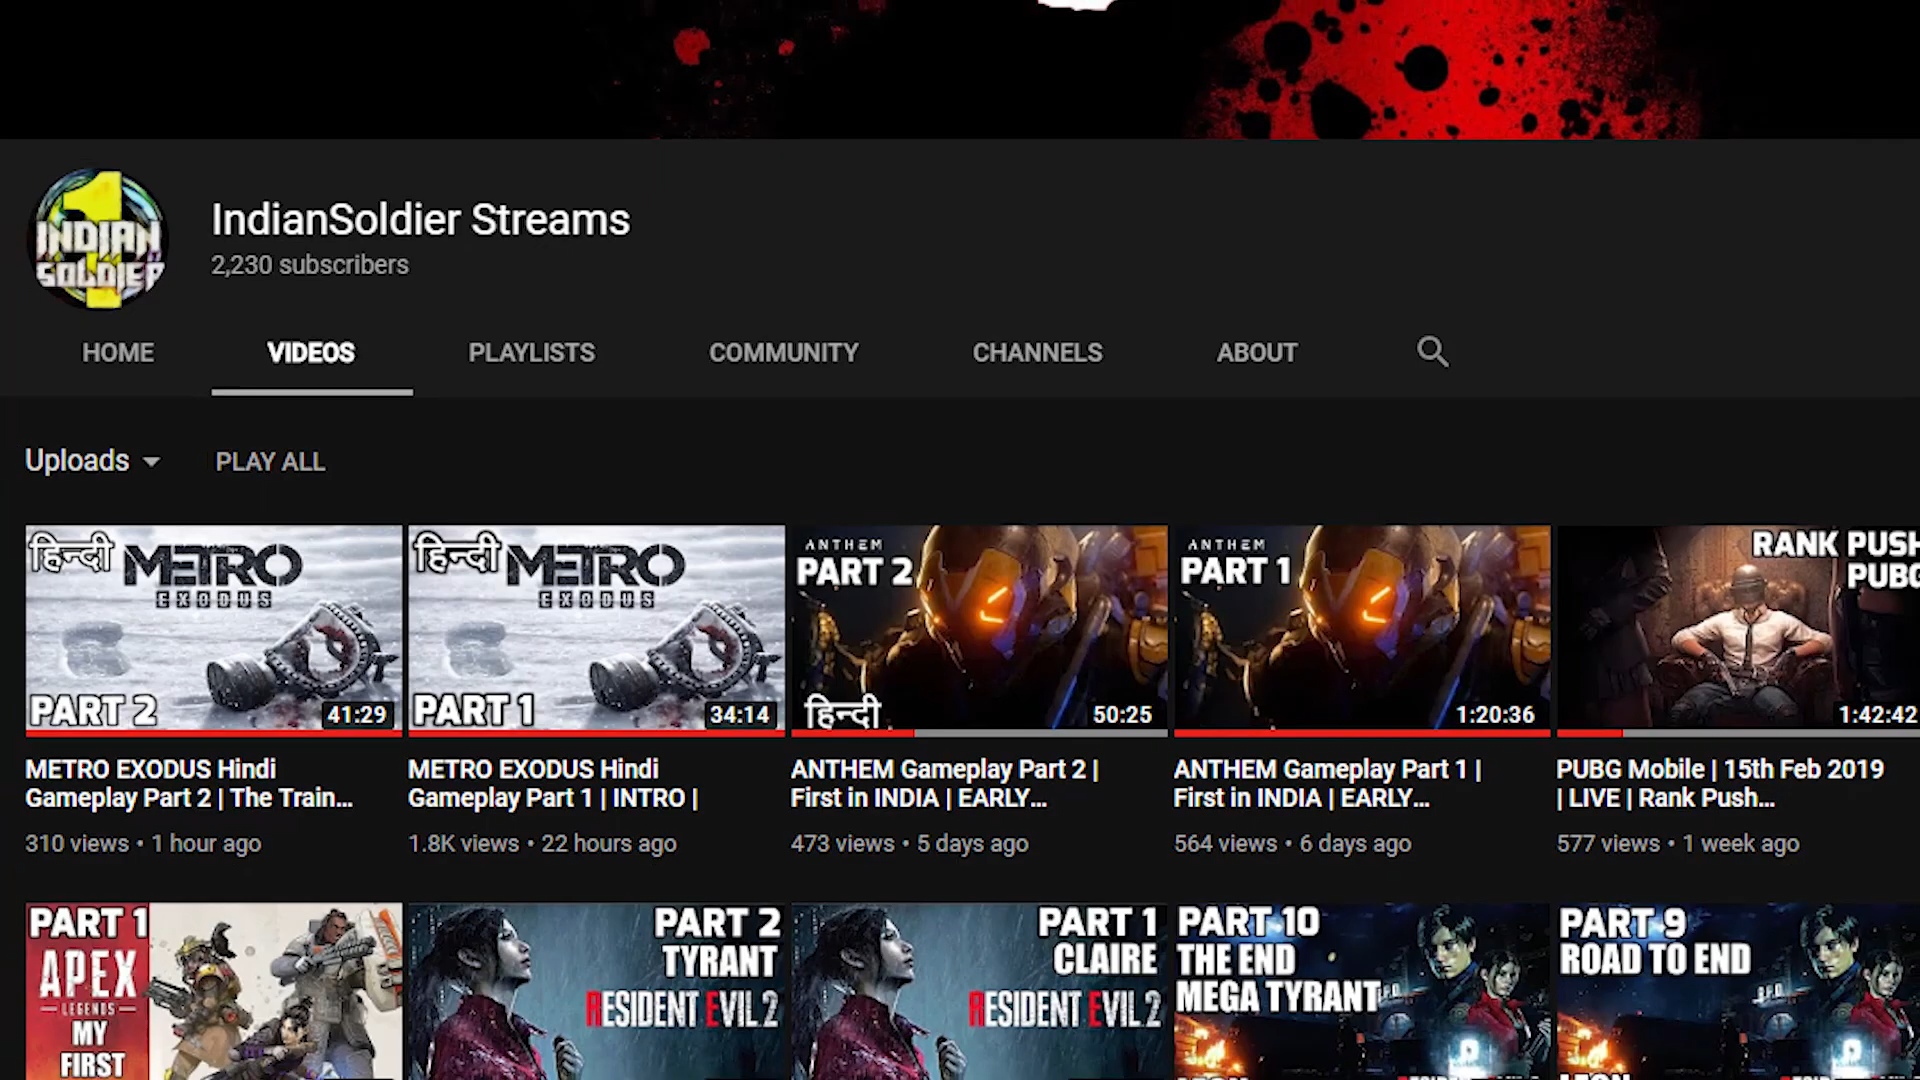 INDIAN
SOLDIER
IndianSoldier Streams
2,230 subscribers
HOME
VIDEOS
PLAYLISTS
COMMUNITY
CHANNELS
ABOUT
Uploads
PLAY ALL
हिन्दी METRO
EXODUS
PART 2
41:29
हिन्दी METRO
EXODUS
PART 1
34:14
ANTHEM
PART 2
हिन्दी
50:25
ANTHEM
PART 1
1:20:36
RANK PUSH
PUBG
1:42:42
METRO EXODUS Hindi
Gameplay Part 2 | The Train...
310 views • 1 hour ago
METRO EXODUS Hindi
Gameplay Part 1 | INTRO |
1.8K views • 22 hours ago
ANTHEM Gameplay Part 2 |
First in INDIA | EARLY...
473 views • 5 days ago
ANTHEM Gameplay Part 1 |
First in INDIA | EARLY...
564 views • 6 days ago
PUBG Mobile | 15th Feb 2019
| LIVE | Rank Push...
577 views • 1 week ago
PART 1
APEX
LEGENDS
MY
FIRST
PART 2
TYRANT
RESIDENT EVIL 2
PART 1
CLAIRE
RESIDENT EVIL 2
PART 10
THE END
MEGA TYRANT
PART 9
ROAD TO END